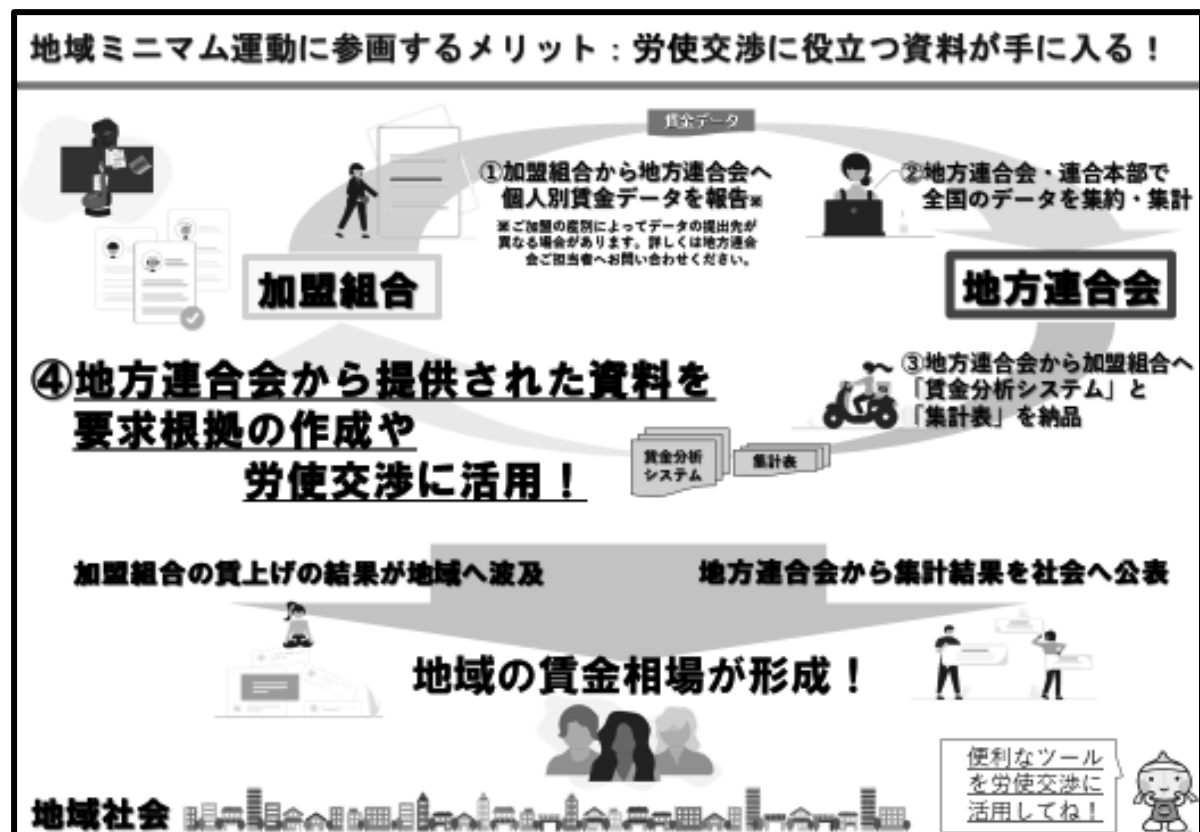 地域ミニマム運動に参画するメリット：労使交渉に役立つ資料が手に入る！
賃金データ
①加盟組合から地方連合会へ
個人別賃金データを報告※
※ご加盟の産別によってデータの提出先が
異なる場合があります。詳しくは地方連合
会ご担当者へお問い合わせください。
②地方連合会・連合本部で
全国のデータを集約・集計
加盟組合
地方連合会
③地方連合会から加盟組合へ
「賃金分析システム」と
「集計表」を納品
④地方連合会から提供された資料を
要求根拠の作成や
労使交渉に活用！
賃金分析
システム
集計表
加盟組合の賃上げの結果が地域へ波及
地方連合会から集計結果を社会へ公表
地域の賃金相場が形成！
便利なツール
を労使交渉に
活用してね！
地域社会